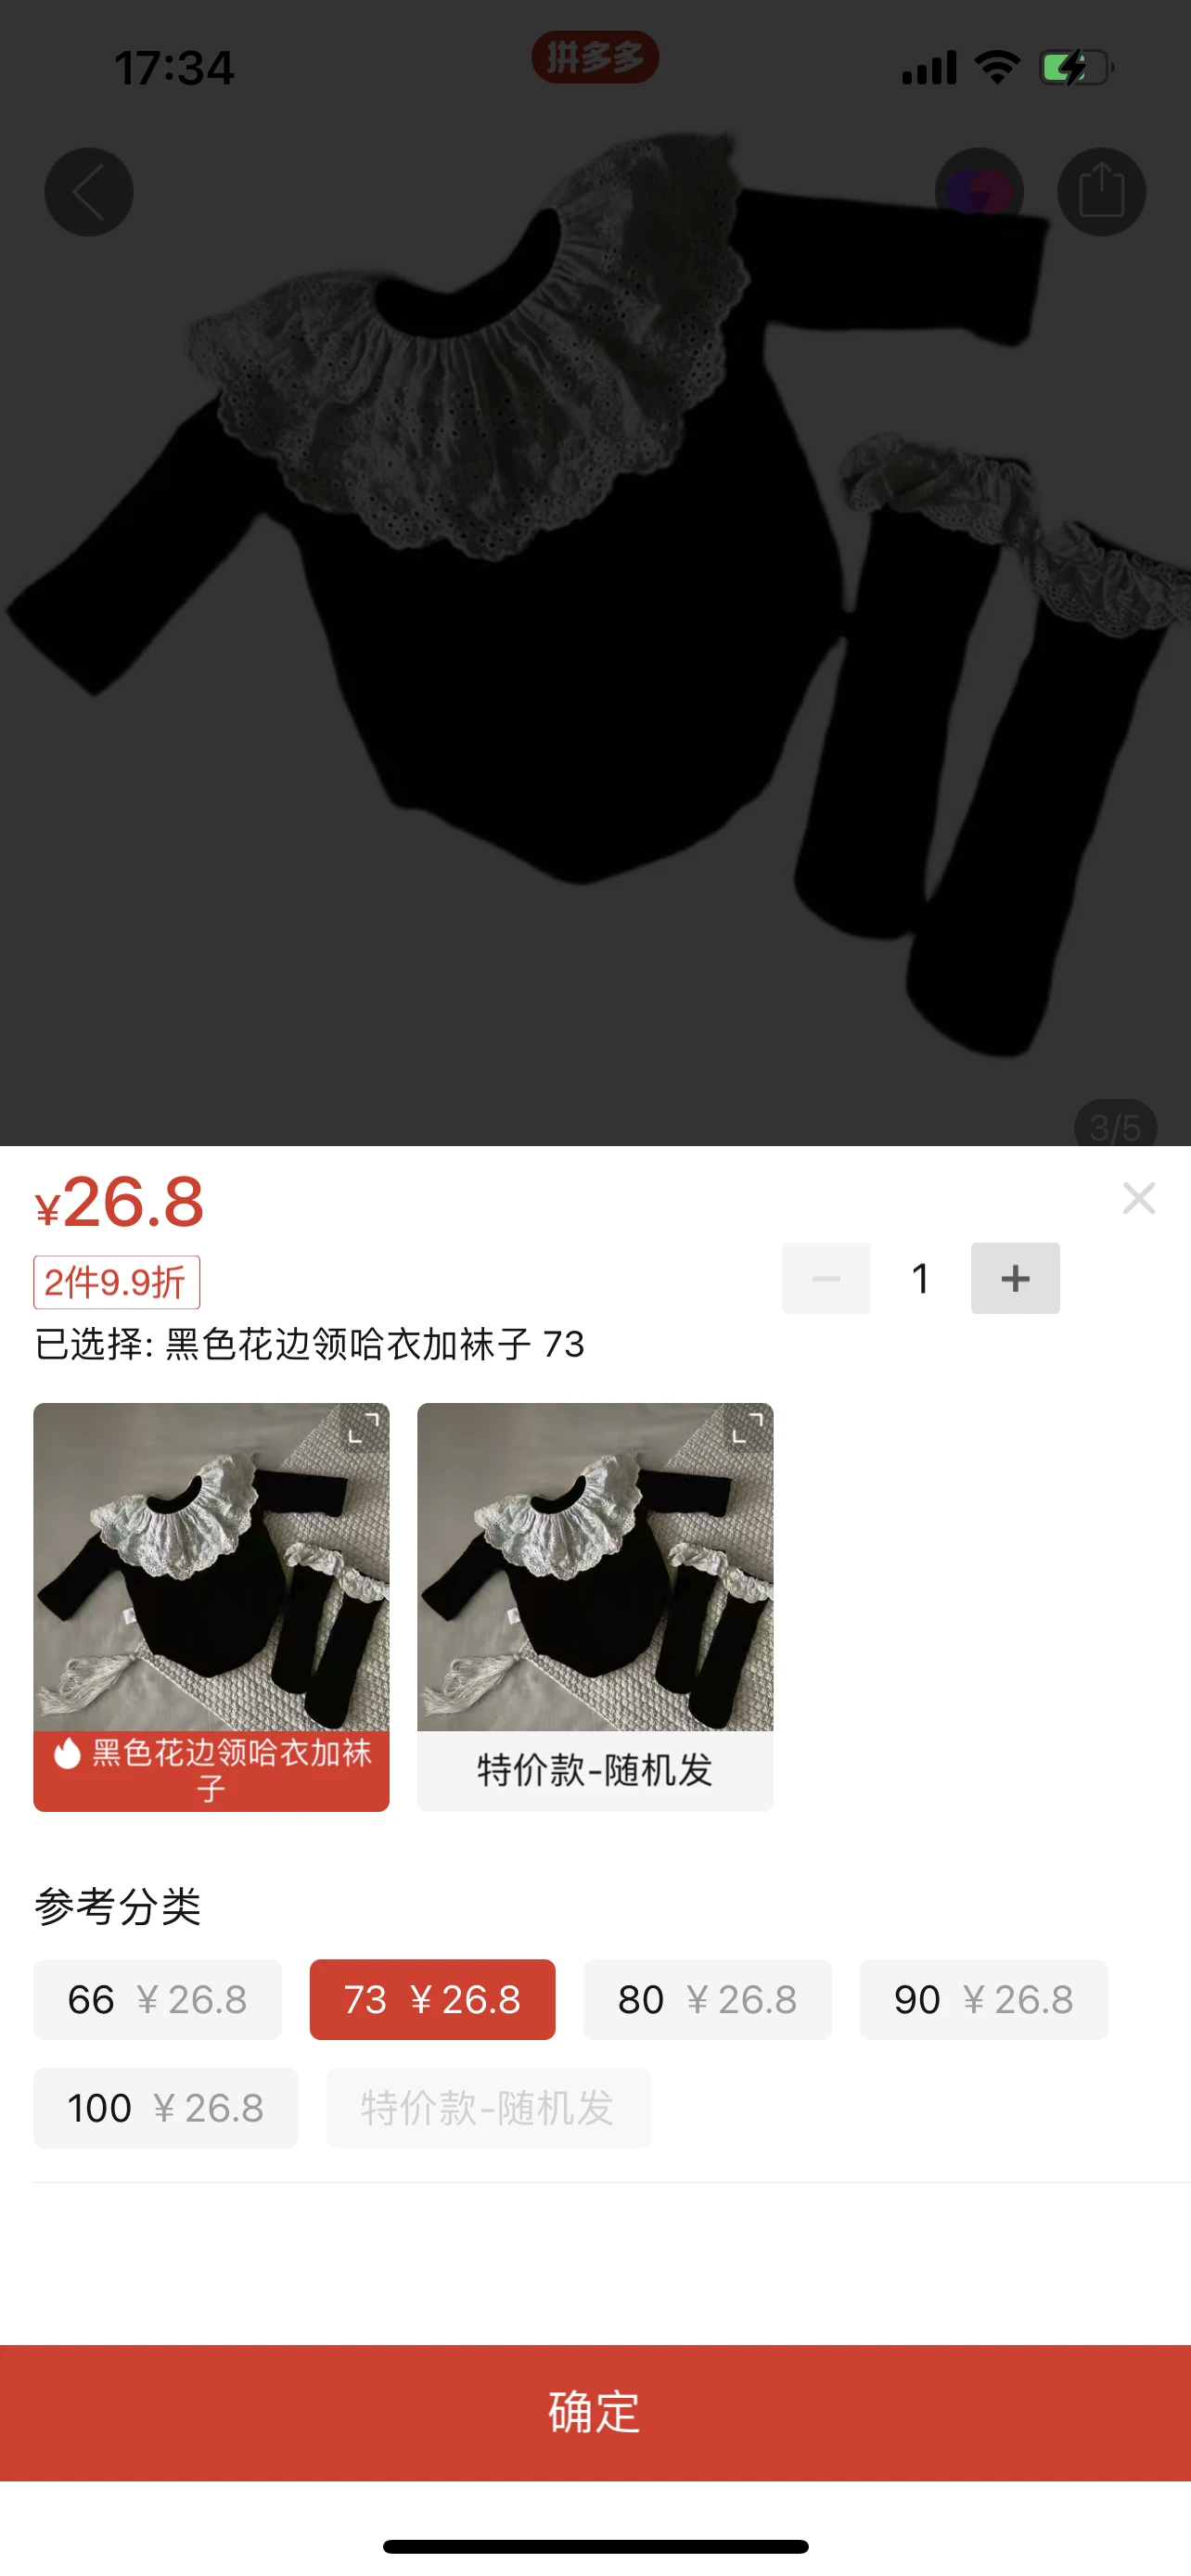 17:34
拼多多
3/5
¥26.8
2件9.9折
1
已选择: 黑色花边领哈衣加袜子 73
黑色花边领哈衣加袜
子
特价款-随机发
参考分类
66 ¥26.8
73 ¥26.8
80 ¥26.8
90 ¥26.8
100 ¥26.8
特价款-随机发
确定